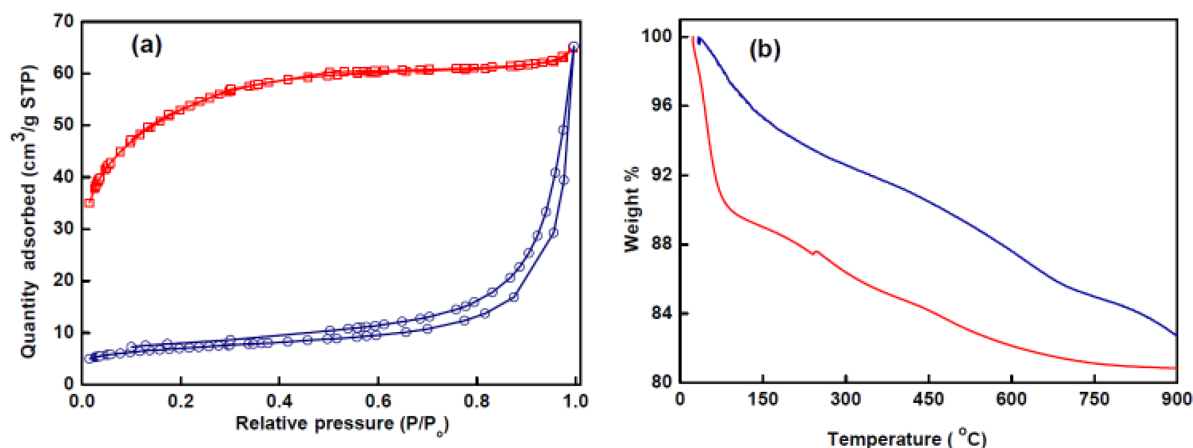 (a)
Quantity adsorbed (cm³/g STP)
70
60
50
40
30
20
10
0
0.0 0.2 0.4 0.6 0.8 1.0
Relative pressure (P/Pₒ)
(b)
Weight %
100
96
92
88
84
80
0 150 300 450 600 750 900
Temperature ( °C)